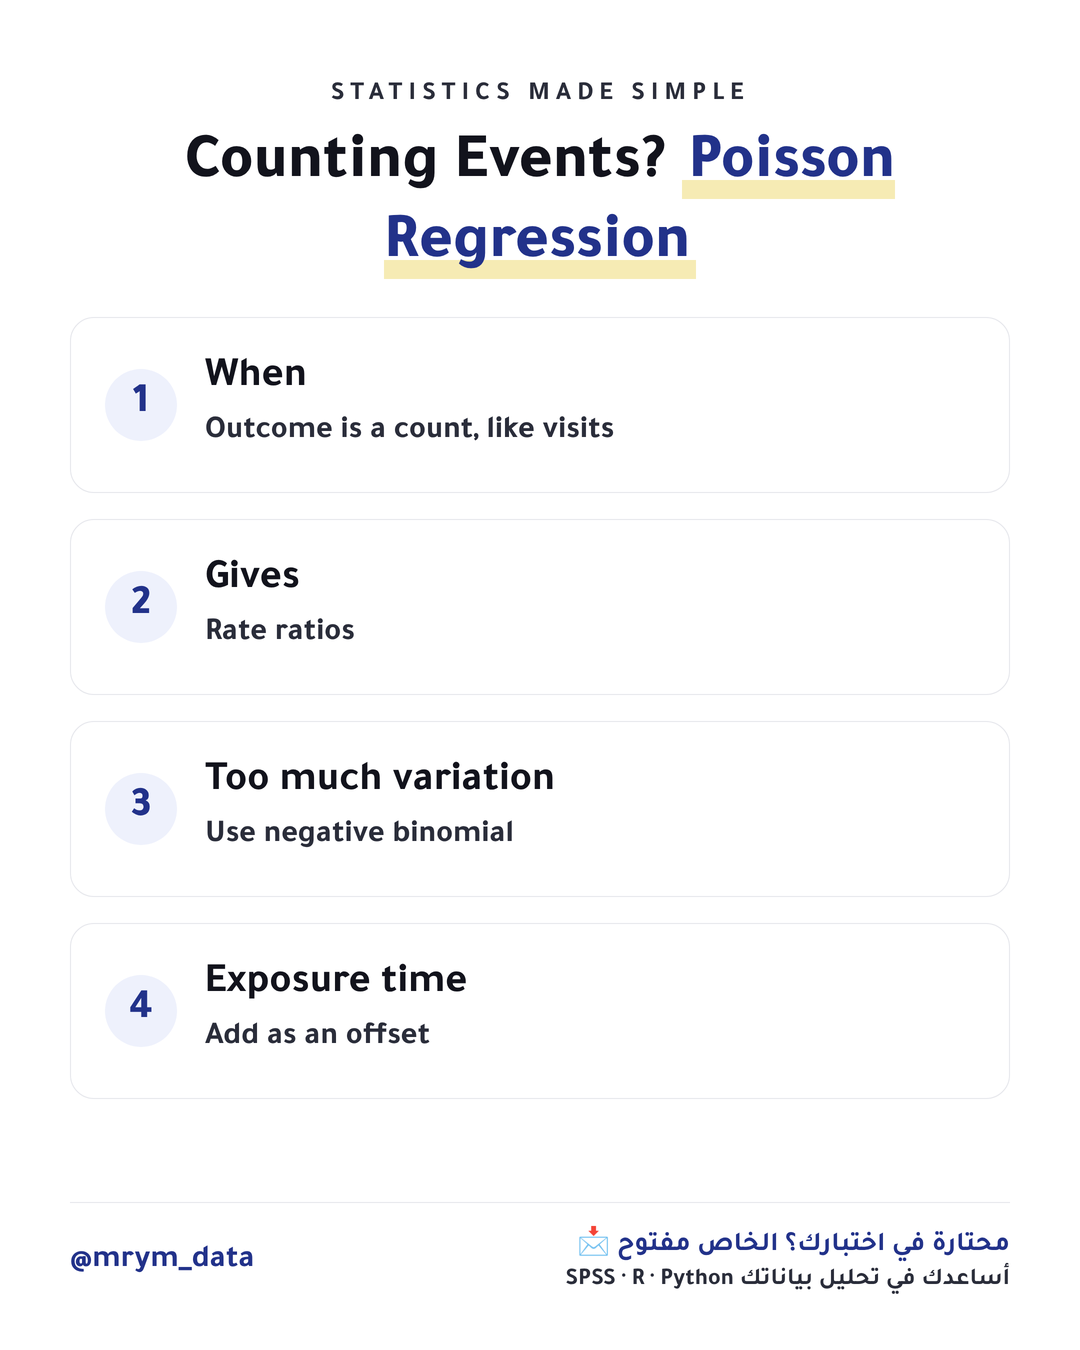 STATISTICS MADE SIMPLE
Counting Events? Poisson
Regression
1
When
Outcome is a count, like visits
2
Gives
Rate ratios
3
Too much variation
Use negative binomial
4
Exposure time
Add as an offset
@mrym_data
محتارة في اختبارك؟ الخاص مفتوح 📩
أساعدك في تحليل بياناتك SPSS · R · Python